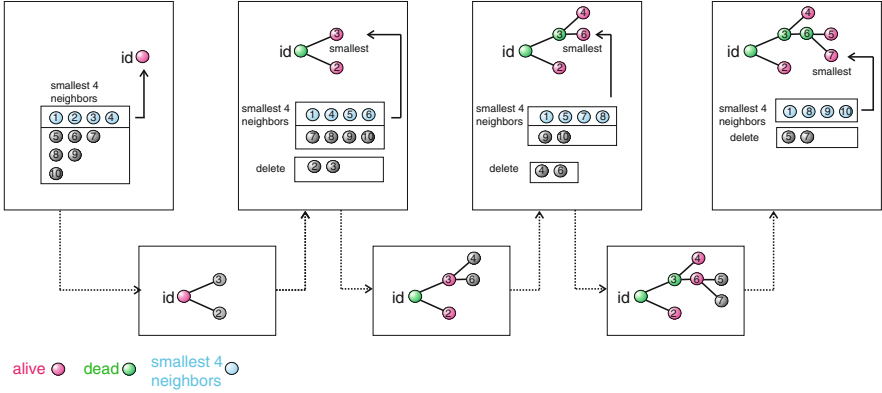 id
smallest 4
neighbors
1 2 3 4
5 6 7
8 9
10
id
3
smallest
2
smallest 4
neighbors
1 4 5 6
7 8 9 10
delete
2 3
id
4
3 6
smallest
2
smallest 4
neighbors
1 5 7 8
9 10
delete
4 6
id
4
3 6 5
7
smallest
2
smallest 4
neighbors
1 8 9 10
delete
5 7
id
3
2
id
4
3 6
2
id
4
3 6 5
7
2
alive
dead
smallest 4
neighbors